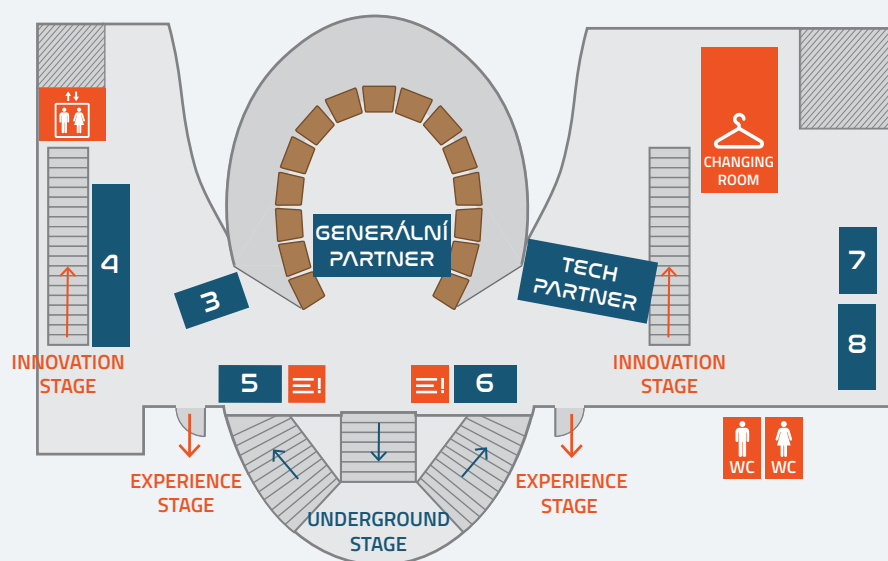 CHANGING
ROOM
GENERÁLNÍ
PARTNER
TECH
PARTNER
4
3
7
8
INNOVATION
STAGE
INNOVATION
STAGE
5
!
!
6
EXPERIENCE
STAGE
EXPERIENCE
STAGE
WC
WC
UNDERGROUND
STAGE